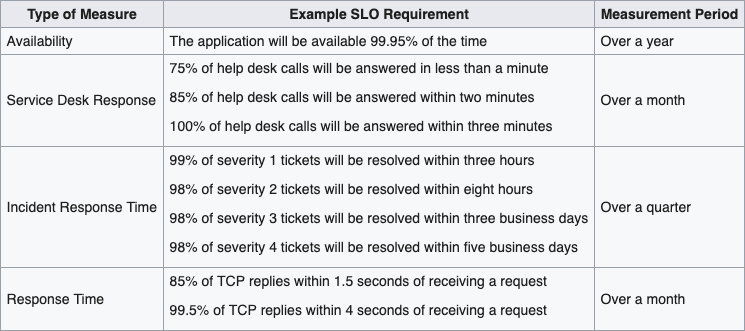 Type of Measure Example SLO Requirement Measurement Period
Availability The application will be available 99.95% of the time Over a year
75% of help desk calls will be answered in less than a minute
Service Desk Response 85% of help desk calls will be answered within two minutes Over a month
100% of help desk calls will be answered within three minutes
99% of severity 1 tickets will be resolved within three hours
98% of severity 2 tickets will be resolved within eight hours
Incident Response Time Over a quarter
98% of severity 3 tickets will be resolved within three business days
98% of severity 4 tickets will be resolved within five business days
85% of TCP replies within 1.5 seconds of receiving a request
Response Time Over a month
99.5% of TCP replies within 4 seconds of receiving a request